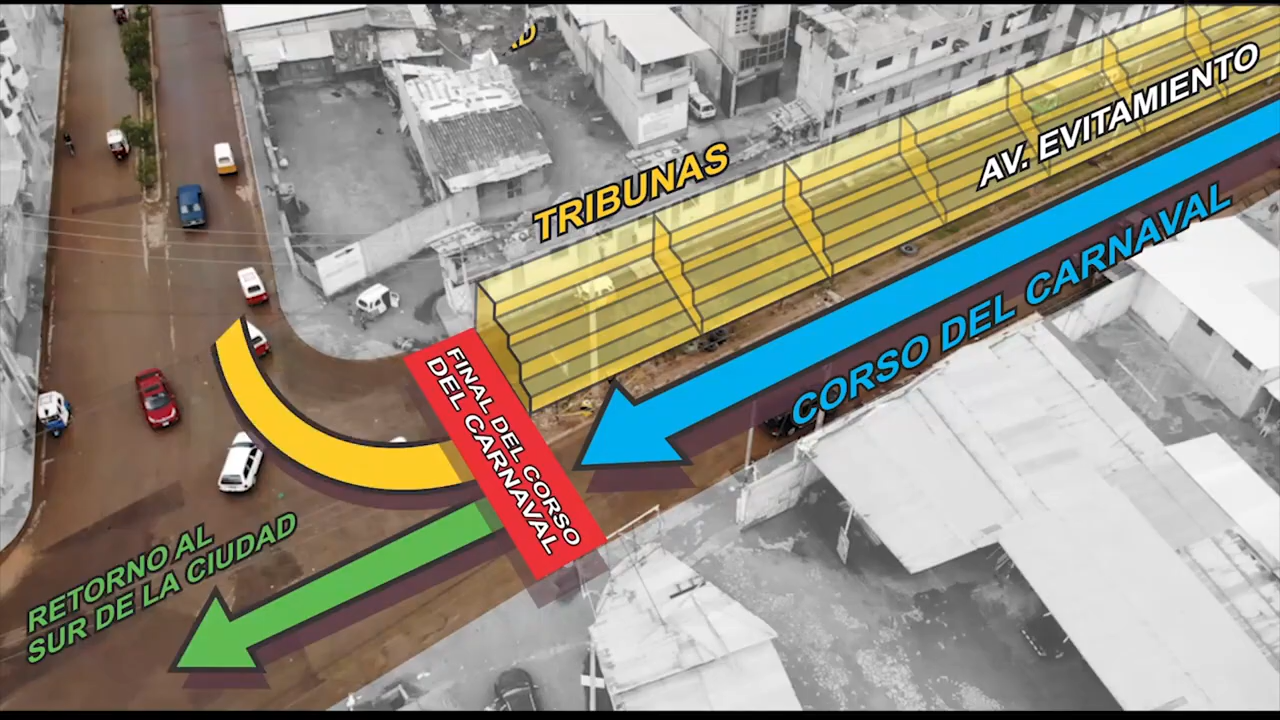 TRIBUNAS
AV. EVITAMIENTO
CORSO DEL CARNAVAL
FINAL DEL CORSO
DEL CARNAVAL
RETORNO AL
SUR DE LA CIUDAD